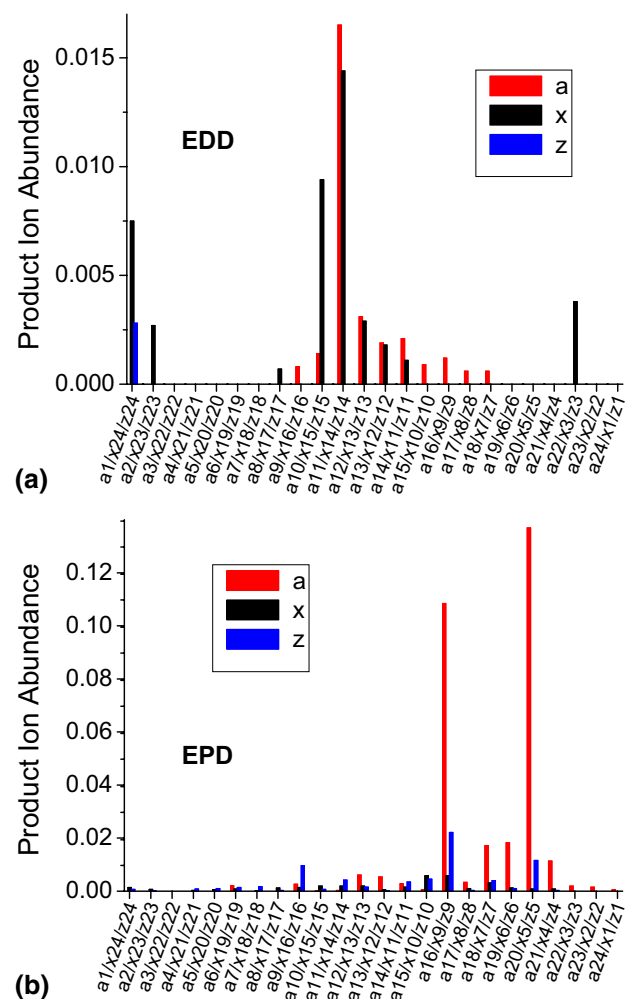 Product Ion Abundance
0.015
0.010
0.005
0.000
EDD
a
x
z
a1/x24/z24
a2/x23/z23
a3/x22/z22
a4/x21/z21
a5/x20/z20
a6/x19/z19
a7/x18/z18
a8/x17/z17
a9/x16/z16
a10/x15/z15
a11/x14/z14
a12/x13/z13
a13/x12/z12
a14/x11/z11
a15/x10/z10
a16/x9/z9
a17/x8/z8
a18/x7/z7
a19/x6/z6
a20/x5/z5
a21/x4/z4
a22/x3/z3
a23/x2/z2
a24/x1/z1
(a)
Product Ion Abundance
0.12
0.10
0.08
0.06
0.04
0.02
0.00
a
x
z
EPD
a1/x24/z24
a2/x23/z23
a3/x22/z22
a4/x21/z21
a5/x20/z20
a6/x19/z19
a7/x18/z18
a8/x17/z17
a9/x16/z16
a10/x15/z15
a11/x14/z14
a12/x13/z13
a13/x12/z12
a14/x11/z11
a15/x10/z10
a16/x9/z9
a17/x8/z8
a18/x7/z7
a19/x6/z6
a20/x5/z5
a21/x4/z4
a22/x3/z3
a23/x2/z2
a24/x1/z1
(b)